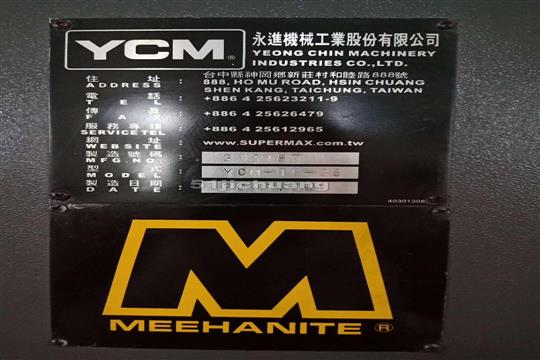 YCM®
永進機械工業股份有限公司
YEONG CHIN MACHINERY
INDUSTRIES CO.,LTD.
住址 : 台中縣神岡鄉新莊村和睦路888號
ADDRESS 888, HO MU ROAD, HSIN CHUANG
SHEN KANG, TAICHUNG, TAIWAN
電話 : +886 4 25623211-9
TEL
傳真 : +886 4 25626479
FAX
服務專線 : +886 4 25612965
SERVICE TEL
網址 : www.SUPERMAX.com.tw
WEBSITE
製造號碼 :
MFG.NO.
型式 :
MODEL
製造日期 :
DATE
40301306
M
MEEHANITE ®